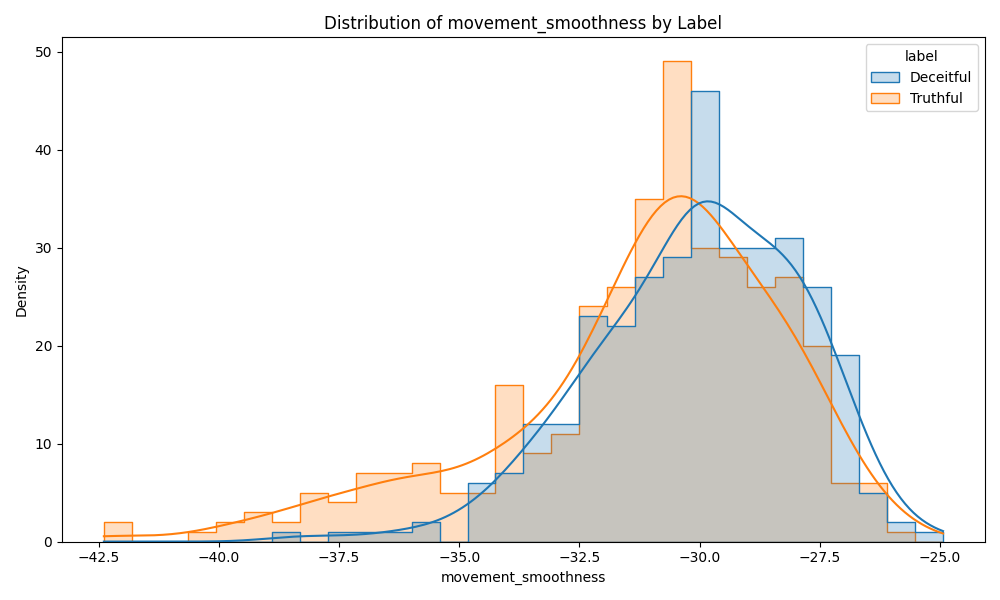 Distribution of movement_smoothness by Label
label
Deceitful
Truthful
Density
50
40
30
20
10
0
−42.5 −40.0 −37.5 −35.0 −32.5 −30.0 −27.5 −25.0
movement_smoothness